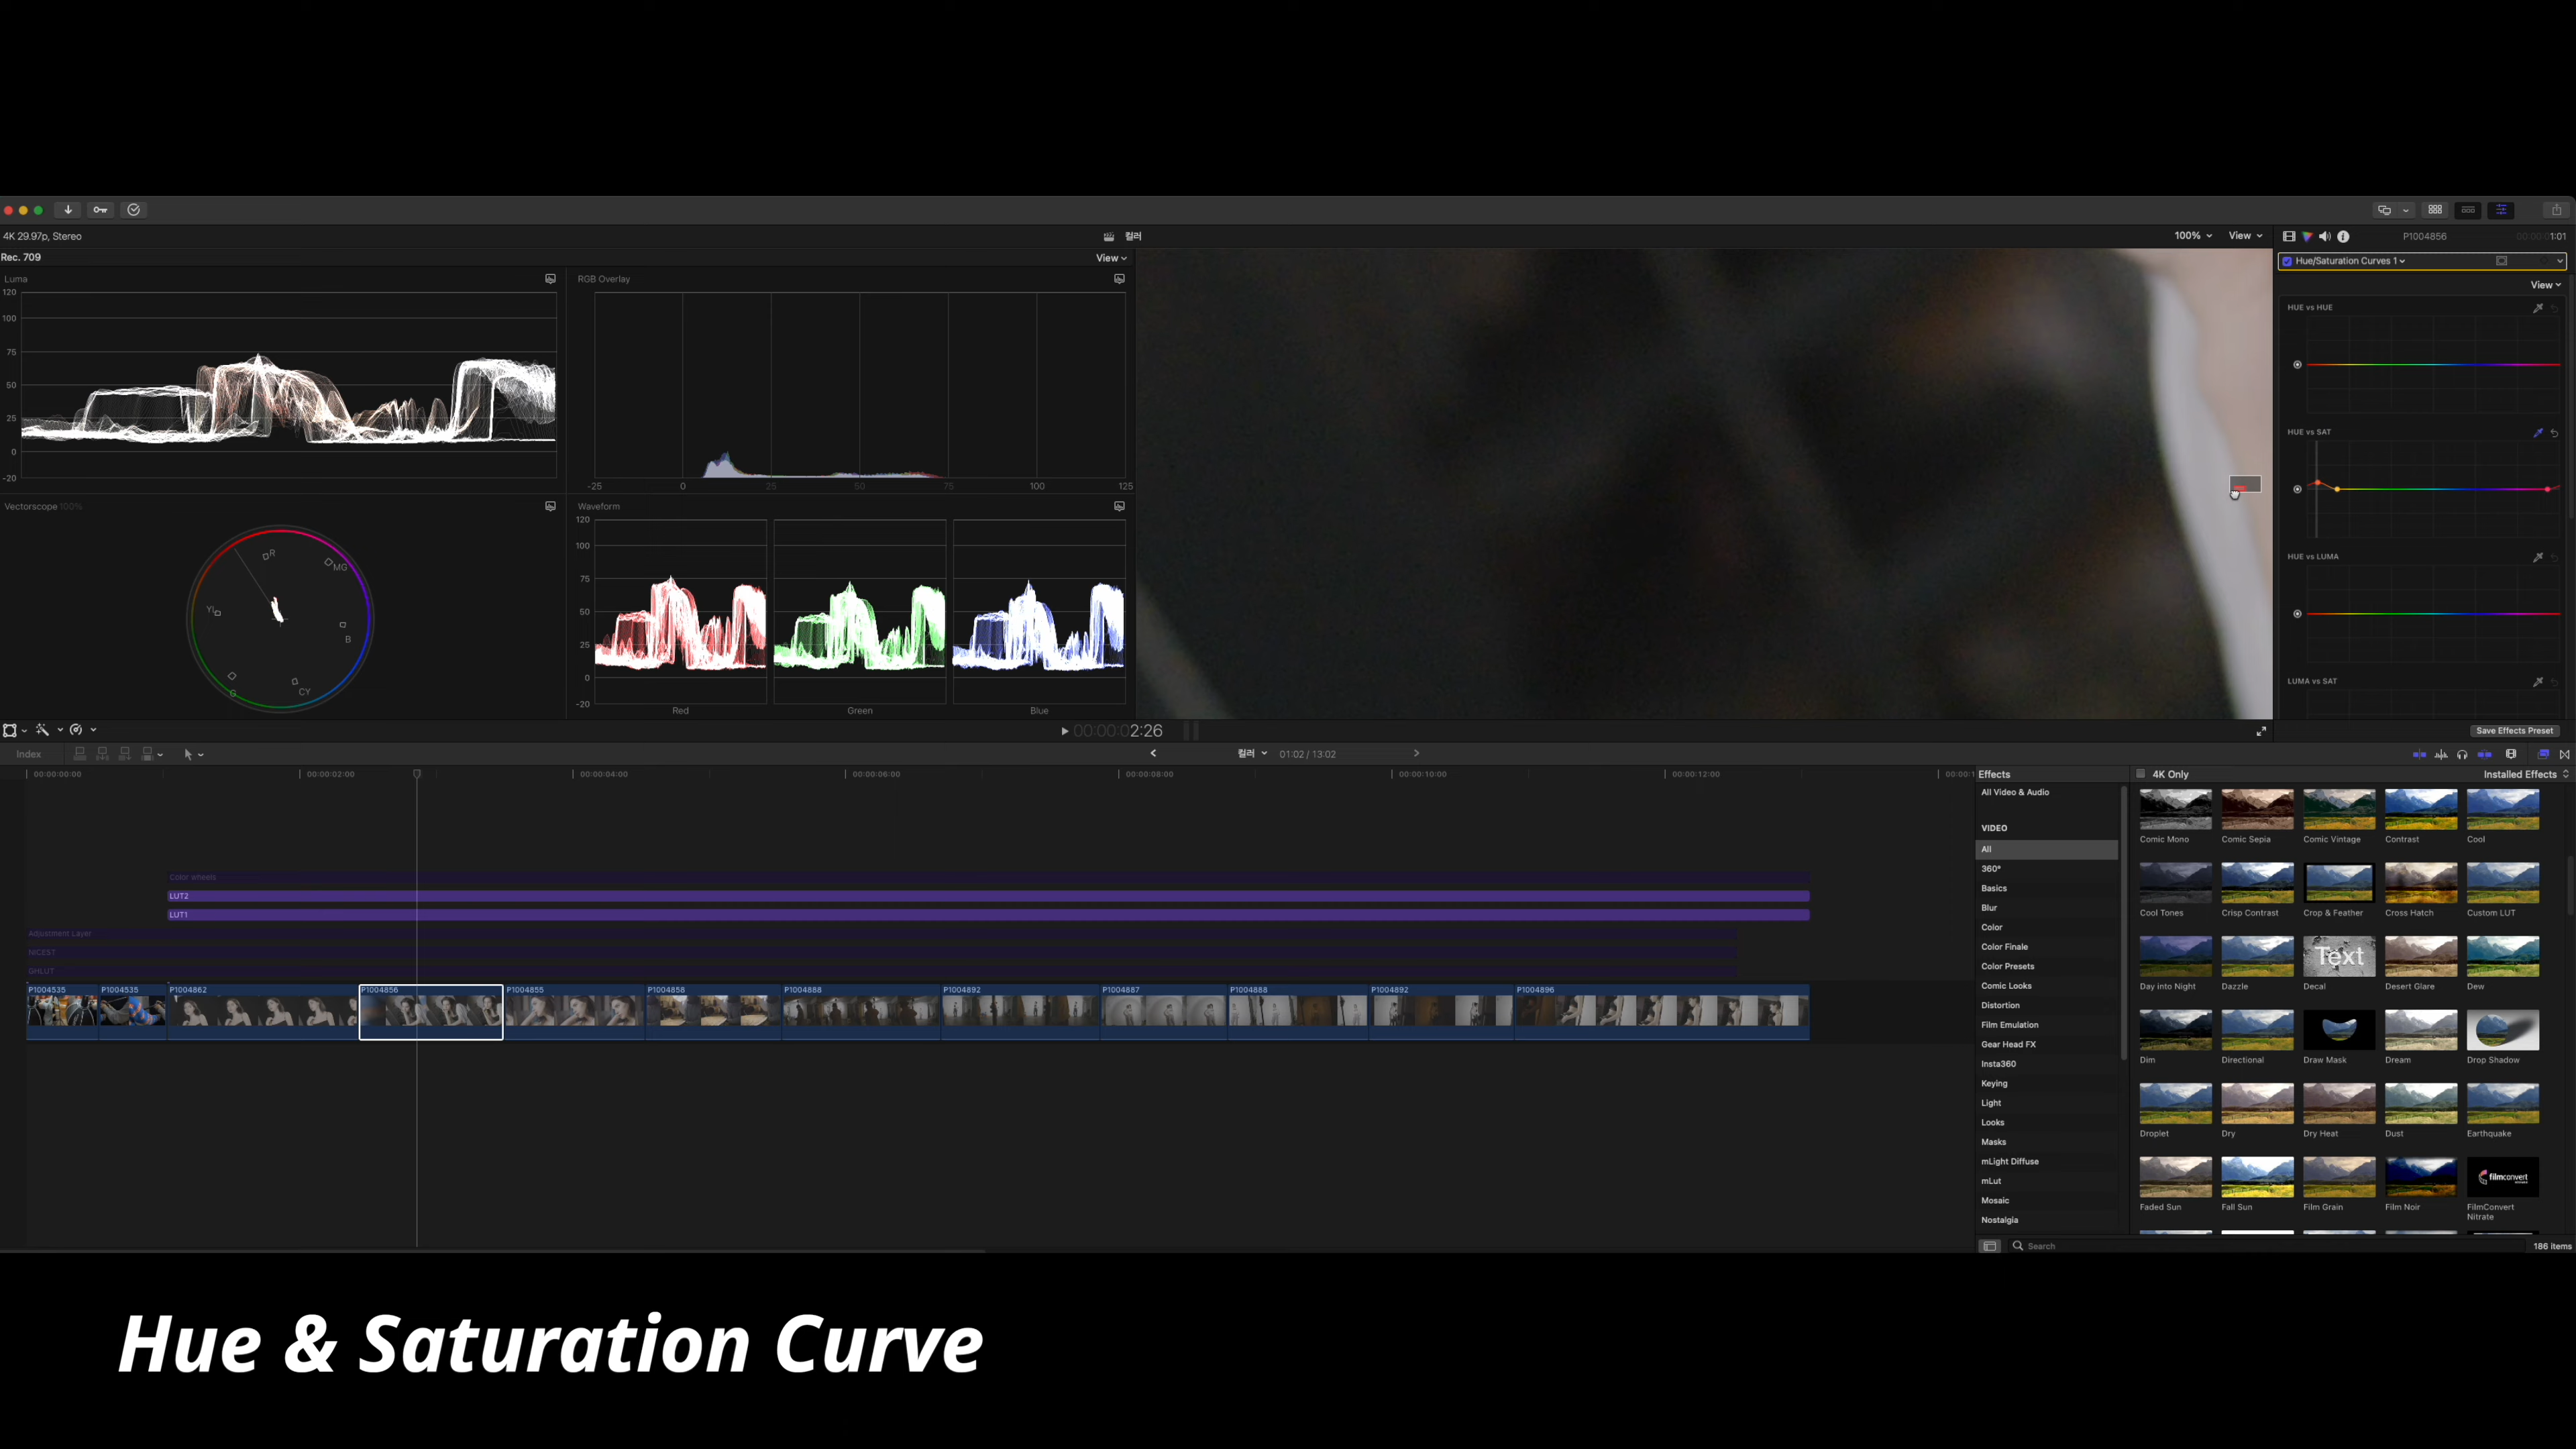 4K 29.97p, Stereo
컬러
100%
View
P1004856
00:00:01:01
Rec. 709
View
Hue/Saturation Curves 1
View
Luma
120
100
75
50
25
0
-20
RGB Overlay
-25
0
25
50
75
100
125
HUE vs HUE
HUE vs SAT
HUE vs LUMA
LUMA vs SAT
Vectorscope 100%
R
MG
B
CY
G
YL
Waveform
120
100
75
50
25
0
-20
Red
Green
Blue
00:00:02:26
Save Effects Preset
Index
컬러
01:02 / 13:02
00:00:00:00
00:00:02:00
00:00:04:00
00:00:06:00
00:00:08:00
00:00:10:00
00:00:12:00
Color wheels
LUT2
LUT1
Adjustment Layer
NICEST
GHLUT
P1004535
P1004535
P1004862
P1004856
P1004855
P1004858
P1004888
P1004892
P1004887
P1004888
P1004892
P1004896
Effects
4K Only
Installed Effects
All Video & Audio
VIDEO
All
360°
Basics
Blur
Color
Color Finale
Color Presets
Comic Looks
Distortion
Film Emulation
Gear Head FX
Insta360
Keying
Light
Looks
Masks
mLight Diffuse
mLut
Mosaic
Nostalgia
Comic Mono
Comic Sepia
Comic Vintage
Contrast
Cool
Cool Tones
Crisp Contrast
Crop & Feather
Cross Hatch
Custom LUT
Text
Day into Night
Dazzle
Decal
Desert Glare
Dew
Dim
Directional
Draw Mask
Dream
Drop Shadow
Droplet
Dry
Dry Heat
Dust
Earthquake
filmconvert
Faded Sun
Fall Sun
Film Grain
Film Noir
FilmConvert
Nitrate
Search
186 items
Hue & Saturation Curve